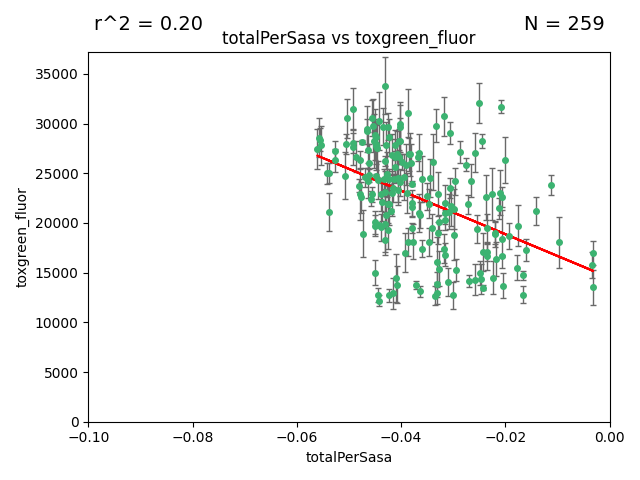 r^2 = 0.20
N = 259
totalPerSasa vs toxgreen_fluor
toxgreen_fluor
35000
30000
25000
20000
15000
10000
5000
0
−0.10
−0.08
−0.06
−0.04
−0.02
0.00
totalPerSasa